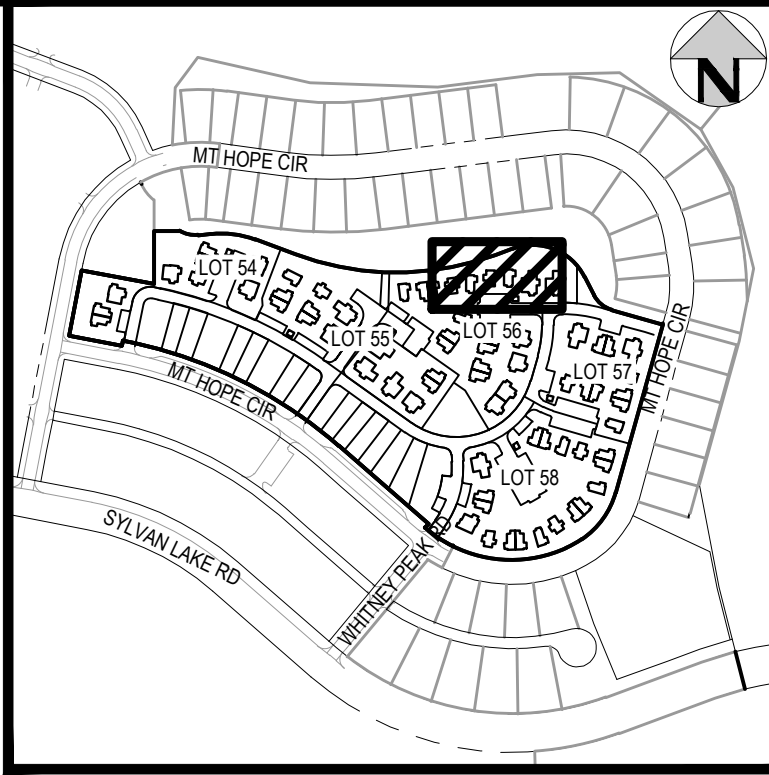 N
MT HOPE CIR
LOT 54
LOT 55
LOT 56
LOT 57
MT HOPE CIR
MT HOPE CIR
LOT 58
SYLVAN LAKE RD
WHITNEY PEAK RD